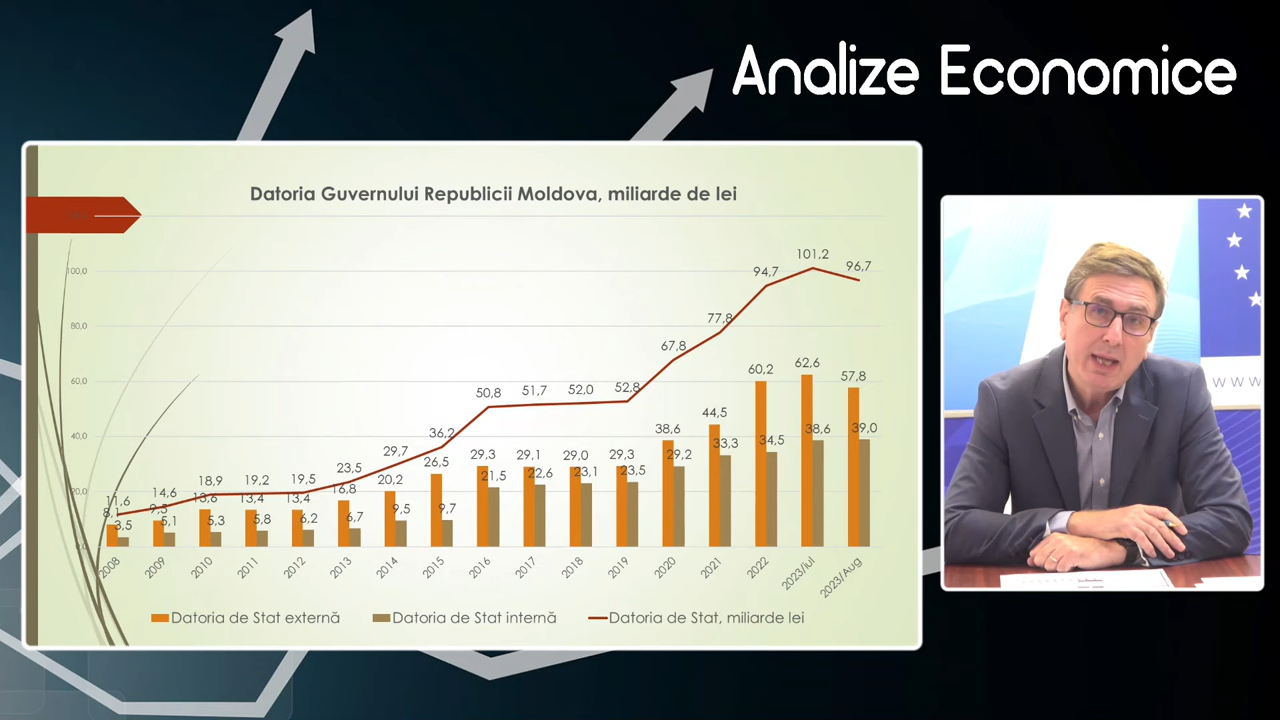 Analize Economice
Datoria Guvernului Republicii Moldova, miliarde de lei
100,0
80,0
60,0
40,0
20,0
11,6 14,6 18,9 19,2 19,5 23,5 29,7 36,2 50,8 51,7 52,0 52,8 67,8 77,8 94,7 101,2 96,7
8,1 9,5 13,6 13,4 13,4 16,8 20,2 26,5 29,3 29,1 29,0 29,3 38,6 44,5 60,2 62,6 57,8
3,5 5,1 5,3 5,8 6,2 6,7 9,5 9,7 21,5 22,6 23,1 23,5 29,2 33,3 34,5 38,6 39,0
2008 2009 2010 2011 2012 2013 2014 2015 2016 2017 2018 2019 2020 2021 2022 2023/iul 2023/Aug
Datoria de Stat externă Datoria de Stat internă Datoria de Stat, miliarde lei
WWW